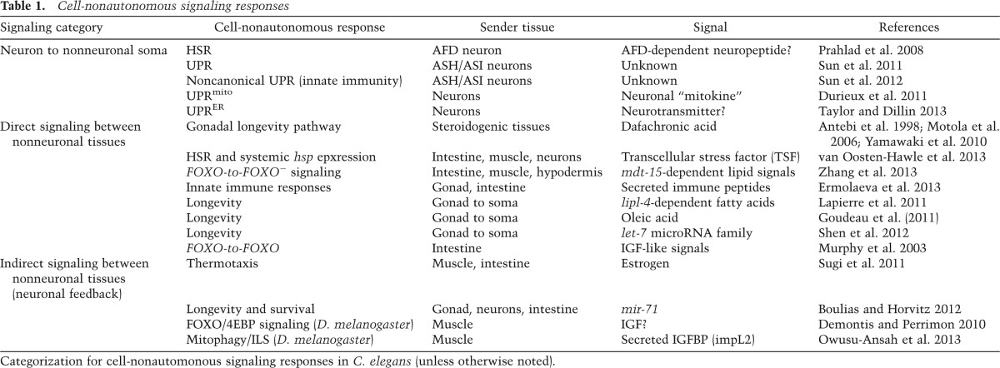 Table 1. Cell-nonautonomous signaling responses
Signaling category Cell-nonautonomous response Sender tissue Signal References
Neuron to nonneuronal soma HSR AFD neuron AFD-dependent neuropeptide? Prahlad et al. 2008
UPR ASH/ASI neurons Unknown Sun et al. 2011
Noncanonical UPR (innate immunity) ASH/ASI neurons Unknown Sun et al. 2012
UPRmito Neurons Neuronal “mitokine” Durieux et al. 2011
UPRER Neurons Neurotransmitter? Taylor and Dillin 2013
Direct signaling between Gonadal longevity pathway Steroidogenic tissues Dafachronic acid Antebi et al. 1998; Motola et al.
nonneuronal tissues 2006; Yamawaki et al. 2010
HSR and systemic hsp epxression Intestine, muscle, neurons Transcellular stress factor (TSF) van Oosten-Hawle et al. 2013
FOXO-to-FOXO− signaling Intestine, muscle, hypodermis mdt-15-dependent lipid signals Zhang et al. 2013
Innate immune responses Gonad, intestine Secreted immune peptides Ermolaeva et al. 2013
Longevity Gonad to soma lipl-4-dependent fatty acids Lapierre et al. 2011
Longevity Gonad to soma Oleic acid Goudeau et al. (2011)
Longevity Gonad to soma let-7 microRNA family Shen et al. 2012
FOXO-to-FOXO Intestine IGF-like signals Murphy et al. 2003
Indirect signaling between Thermotaxis Muscle, intestine Estrogen Sugi et al. 2011
nonneuronal tissues
(neuronal feedback)
Longevity and survival Gonad, neurons, intestine mir-71 Boulias and Horvitz 2012
FOXO/4EBP signaling (D. melanogaster) Muscle IGF? Demontis and Perrimon 2010
Mitophagy/ILS (D. melanogaster) Muscle Secreted IGFBP (impL2) Owusu-Ansah et al. 2013
Categorization for cell-nonautomonous signaling responses in C. elegans (unless otherwise noted).